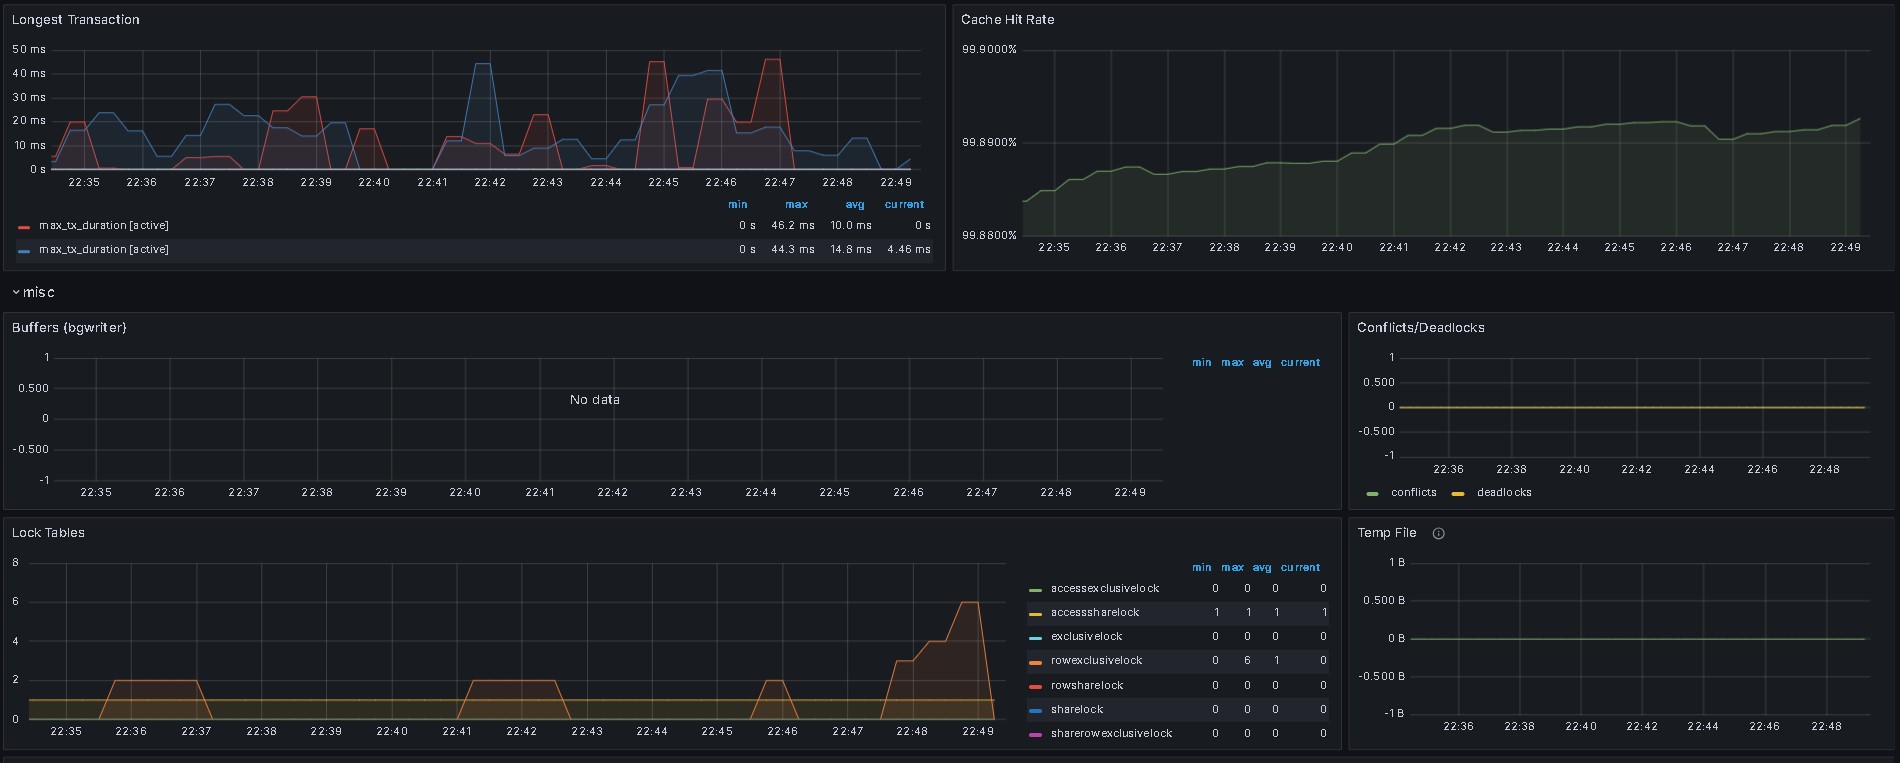 Longest Transaction
50 ms
40 ms
30 ms
20 ms
10 ms
0 s
22:35 22:36 22:37 22:38 22:39 22:40 22:41 22:42 22:43 22:44 22:45 22:46 22:47 22:48 22:49
min max avg current
max_tx_duration [active] 0 s 46.2 ms 10.0 ms 0 s
max_tx_duration [active] 0 s 44.3 ms 14.8 ms 4.46 ms
Cache Hit Rate
99.9000%
99.8900%
99.8800%
22:35 22:36 22:37 22:38 22:39 22:40 22:41 22:42 22:43 22:44 22:45 22:46 22:47 22:48 22:49
misc
Buffers (bgwriter)
1
0.500
0
-0.500
-1
No data
22:35 22:36 22:37 22:38 22:39 22:40 22:41 22:42 22:43 22:44 22:45 22:46 22:47 22:48 22:49
min max avg current
Conflicts/Deadlocks
1
0.500
0
-0.500
-1
22:36 22:38 22:40 22:42 22:44 22:46 22:48
conflicts deadlocks
Lock Tables
8
6
4
2
0
22:35 22:36 22:37 22:38 22:39 22:40 22:41 22:42 22:43 22:44 22:45 22:46 22:47 22:48 22:49
min max avg current
accessexclusivelock 0 0 0 0
accesssharelock 1 1 1 1
exclusivelock 0 0 0 0
rowexclusivelock 0 6 1 0
rowsharelock 0 0 0 0
sharelock 0 0 0 0
sharerowexclusivelock 0 0 0 0
Temp File
1 B
0.500 B
0 B
-0.500 B
-1 B
22:36 22:38 22:40 22:42 22:44 22:46 22:48